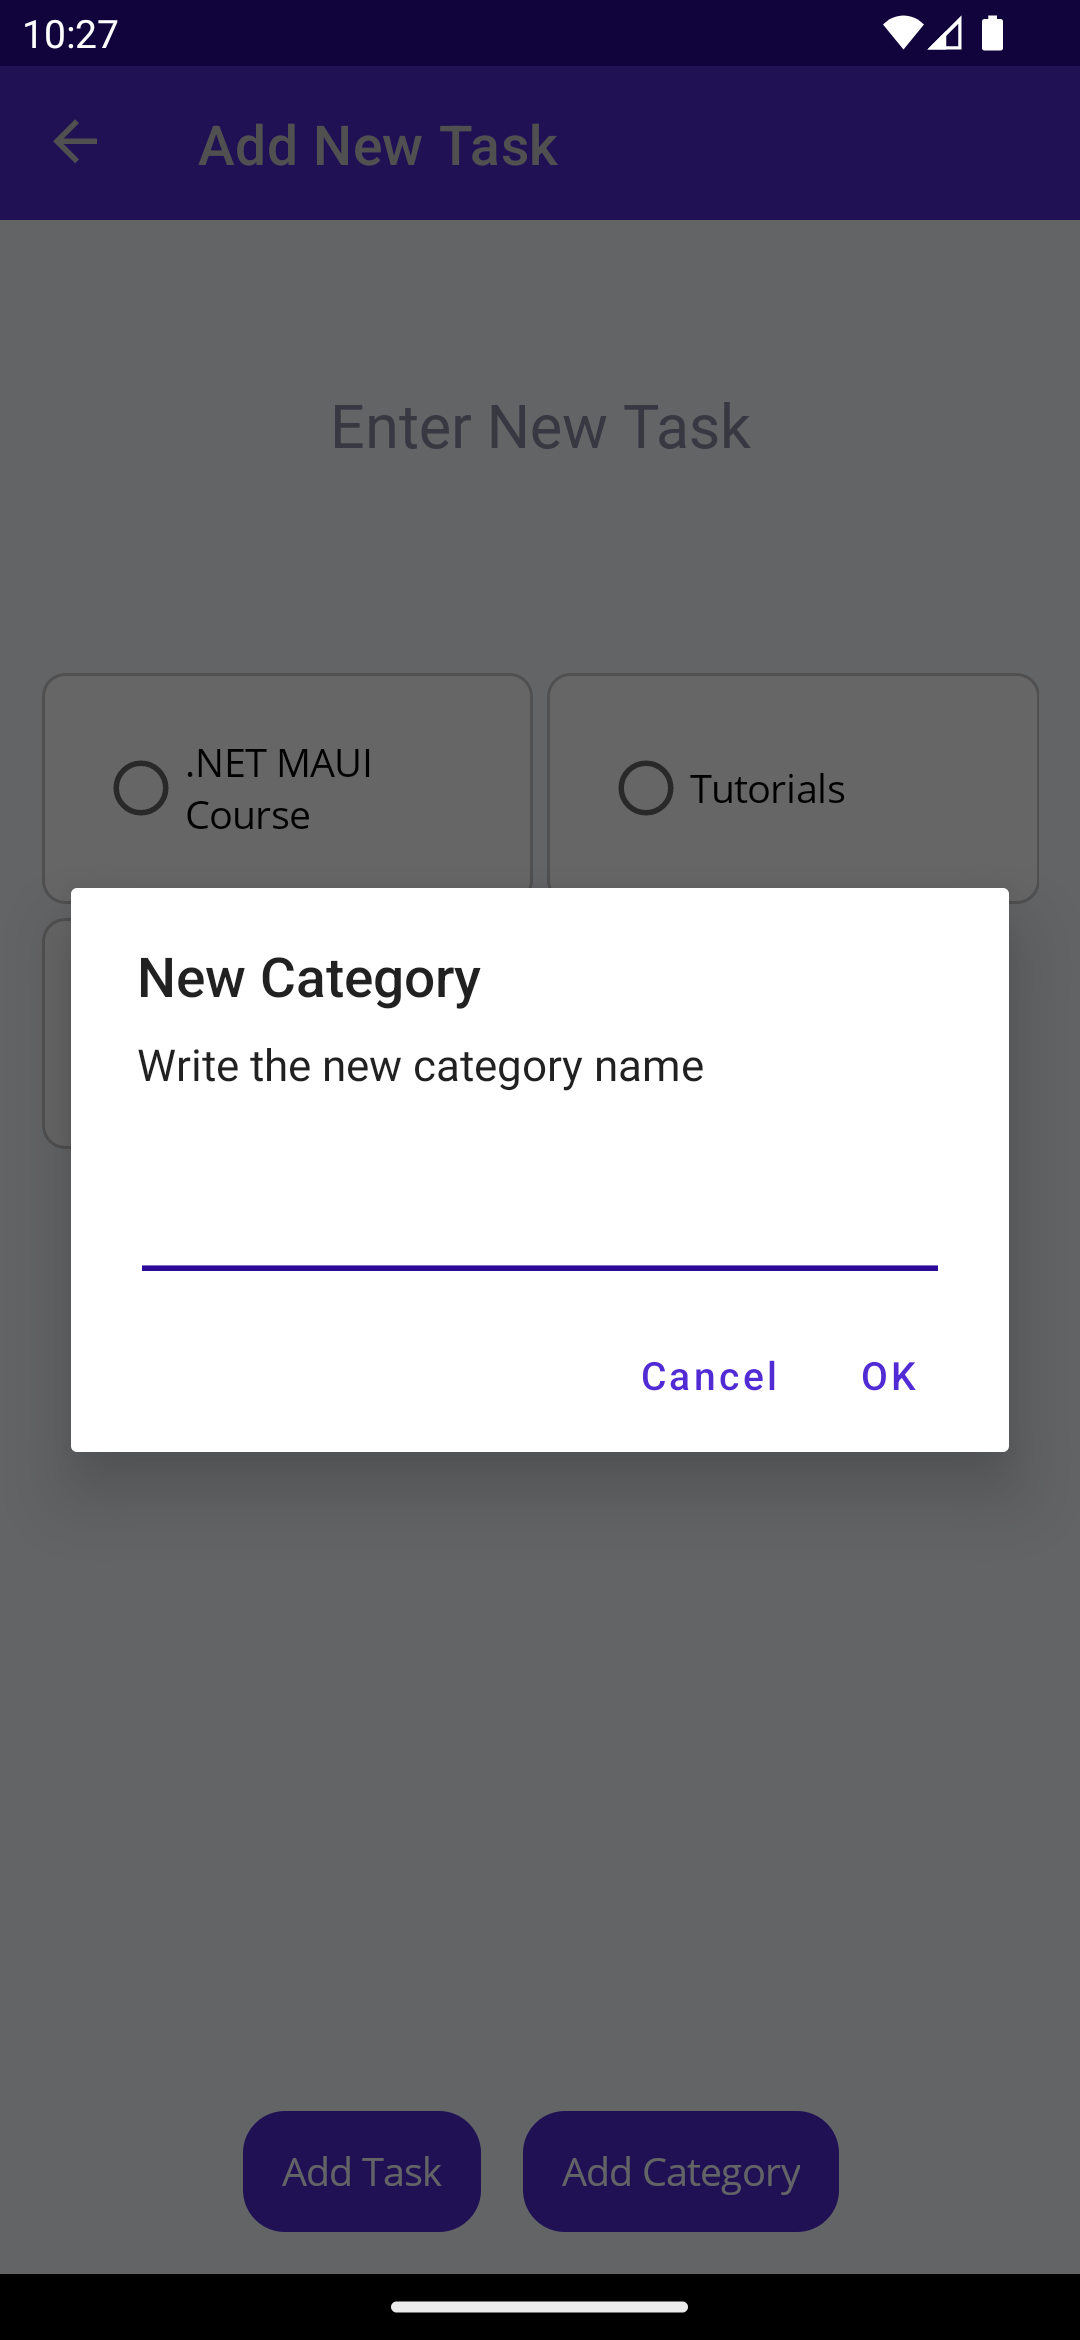 10:27
Add New Task
Enter New Task
.NET MAUI
Course
Tutorials
New Category
Write the new category name
Cancel
OK
Add Task
Add Category